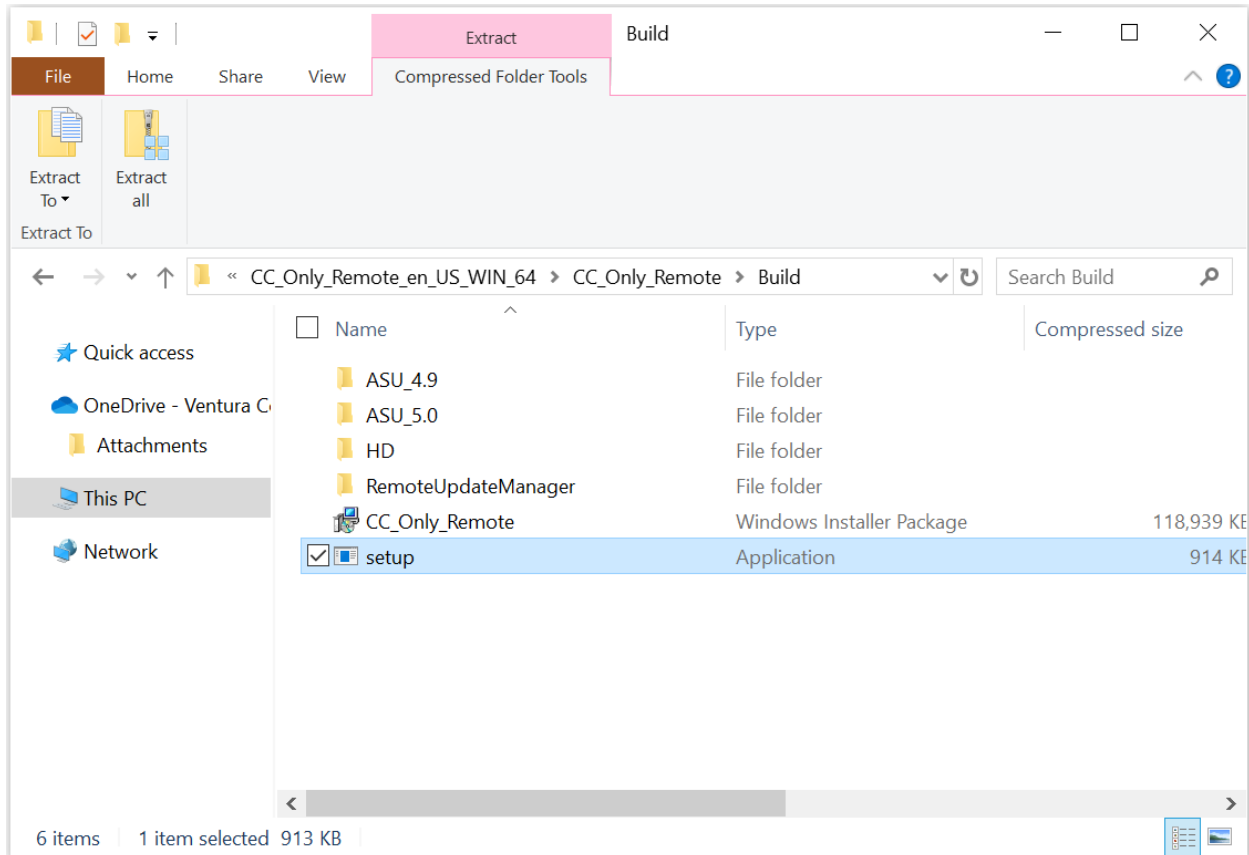 Extract
Build
File
Home
Share
View
Compressed Folder Tools
?
Extract
To
Extract
all
Extract To
« CC_Only_Remote_en_US_WIN_64 > CC_Only_Remote > Build
Search Build
Name
Type
Compressed size
Quick access
OneDrive - Ventura C
Attachments
This PC
Network
ASU_4.9
File folder
ASU_5.0
File folder
HD
File folder
RemoteUpdateManager
File folder
CC_Only_Remote
Windows Installer Package
118,939 KB
setup
Application
914 KB
6 items
1 item selected 913 KB